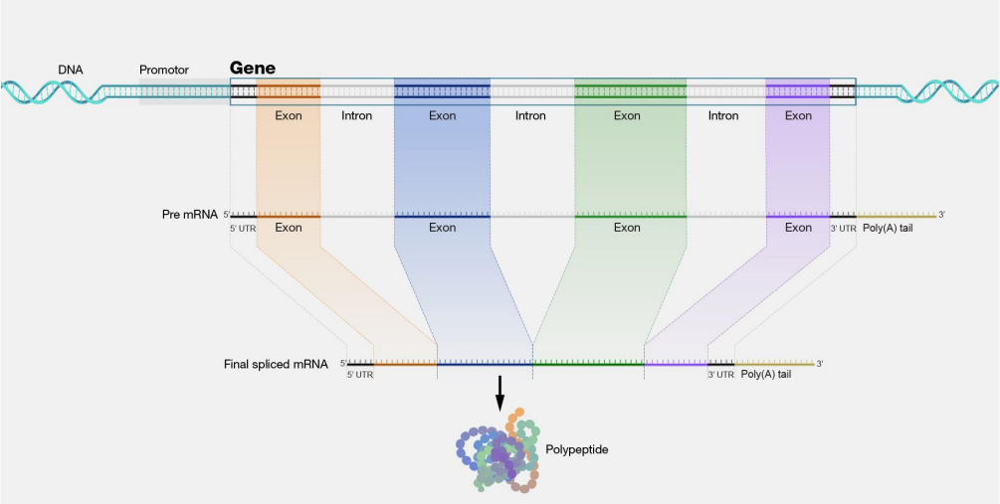 DNA
Promotor
Gene
Exon
Intron
Exon
Intron
Exon
Intron
Exon
Pre mRNA
5'
3'
5' UTR
Exon
Exon
Exon
Exon
3' UTR
Poly(A) tail
Final spliced mRNA
5'
3'
5' UTR
3' UTR
Poly(A) tail
Polypeptide